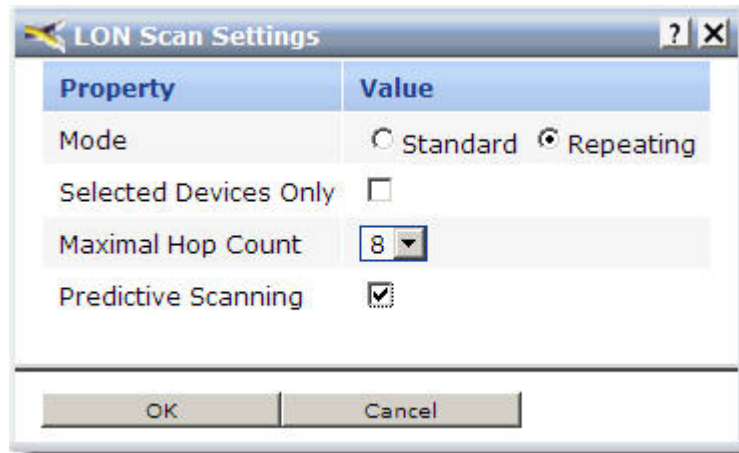 LON Scan Settings ? X
Property Value
Mode Standard Repeating
Selected Devices Only
Maximal Hop Count 8
Predictive Scanning
OK Cancel